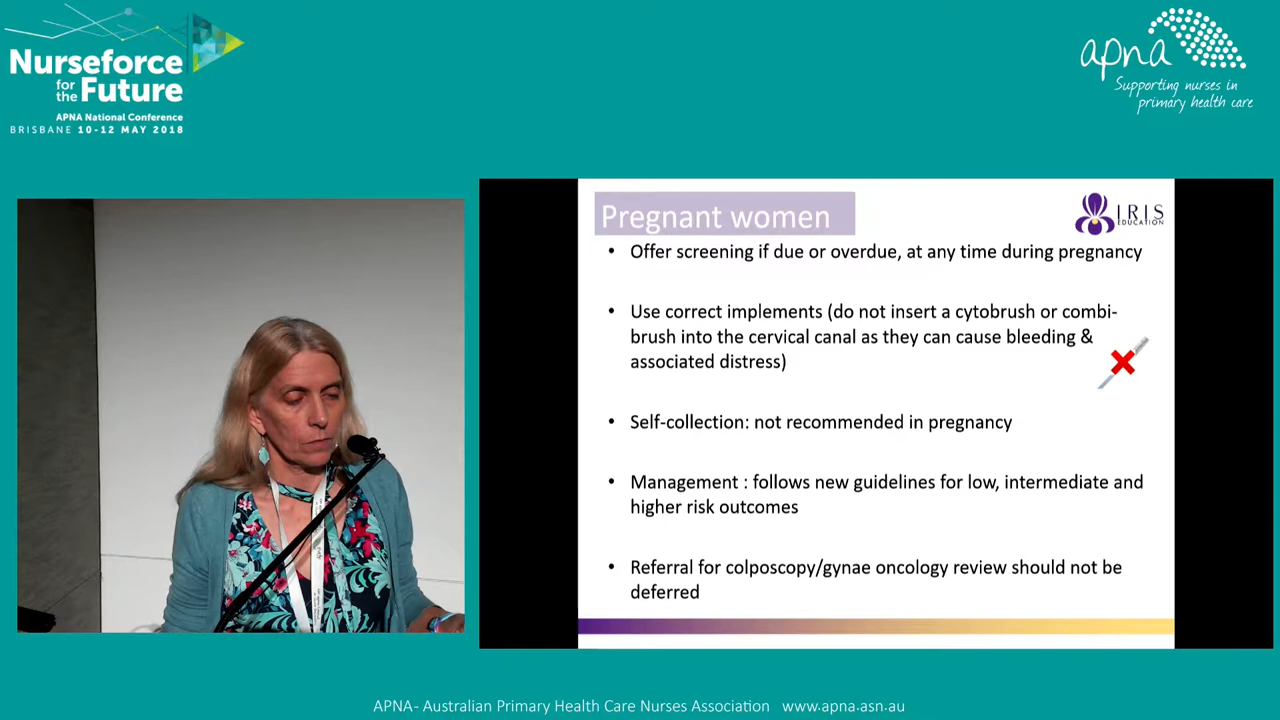 Nurseforce
for
the Future
APNA National Conference
BRISBANE 10-12 MAY 2018
apna
Supporting nurses in
primary health care
Pregnant women
IRIS
EDUCATION
• Offer screening if due or overdue, at any time during pregnancy
• Use correct implements (do not insert a cytobrush or combi-
brush into the cervical canal as they can cause bleeding &
associated distress)
• Self-collection: not recommended in pregnancy
• Management : follows new guidelines for low, intermediate and
higher risk outcomes
• Referral for colposcopy/gynae oncology review should not be
deferred
APNA- Australian Primary Health Care Nurses Association www.apna.asn.au